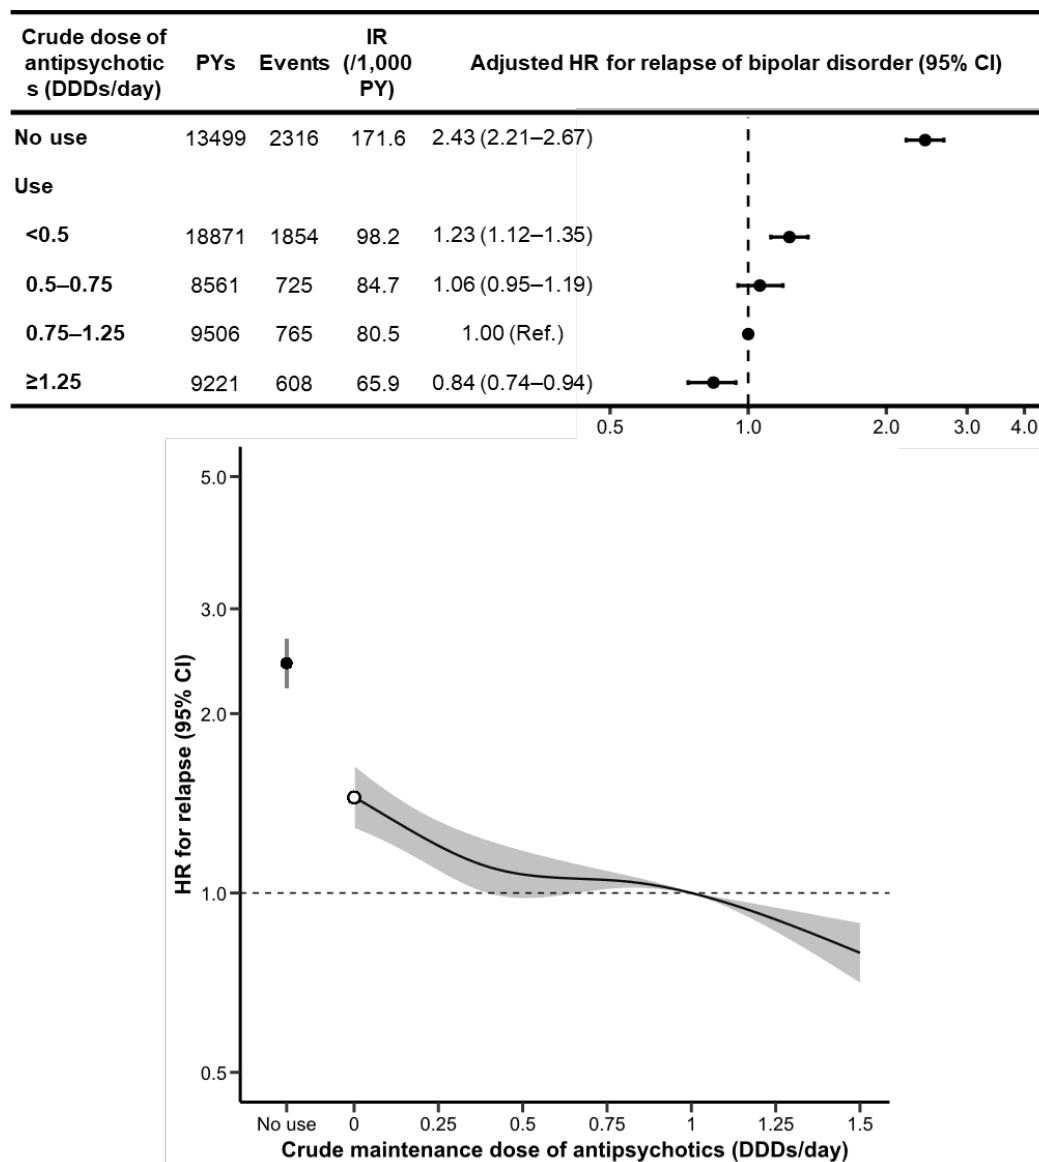 Crude dose of
antipsychotic
s (DDDs/day)
PYs
Events
IR
(/1,000
PY)
Adjusted HR for relapse of bipolar disorder (95% CI)
No use 13499 2316 171.6 2.43 (2.21–2.67)
Use
<0.5 18871 1854 98.2 1.23 (1.12–1.35)
0.5–0.75 8561 725 84.7 1.06 (0.95–1.19)
0.75–1.25 9506 765 80.5 1.00 (Ref.)
≥1.25 9221 608 65.9 0.84 (0.74–0.94)
0.5 1.0 2.0 3.0 4.0
HR for relapse (95% CI)
5.0
3.0
2.0
1.0
0.5
No use 0 0.25 0.5 0.75 1 1.25 1.5
Crude maintenance dose of antipsychotics (DDDs/day)